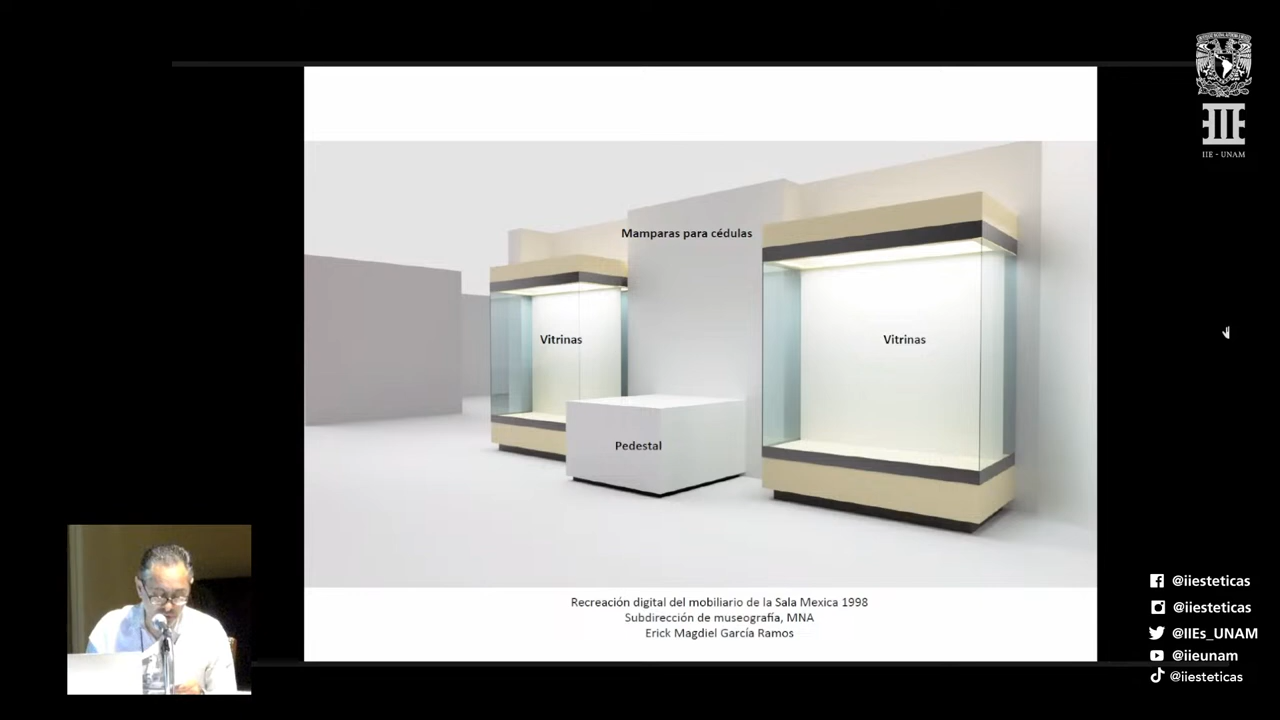 IIE - UNAM
Mamparas para cédulas
Vitrinas
Vitrinas
Pedestal
Recreación digital del mobiliario de la Sala Mexica 1998
Subdirección de museografía, MNA
Erick Magdiel García Ramos
@iiesteticas
@iiesteticas
@IIEs_UNAM
@iieunam
@iiesteticas